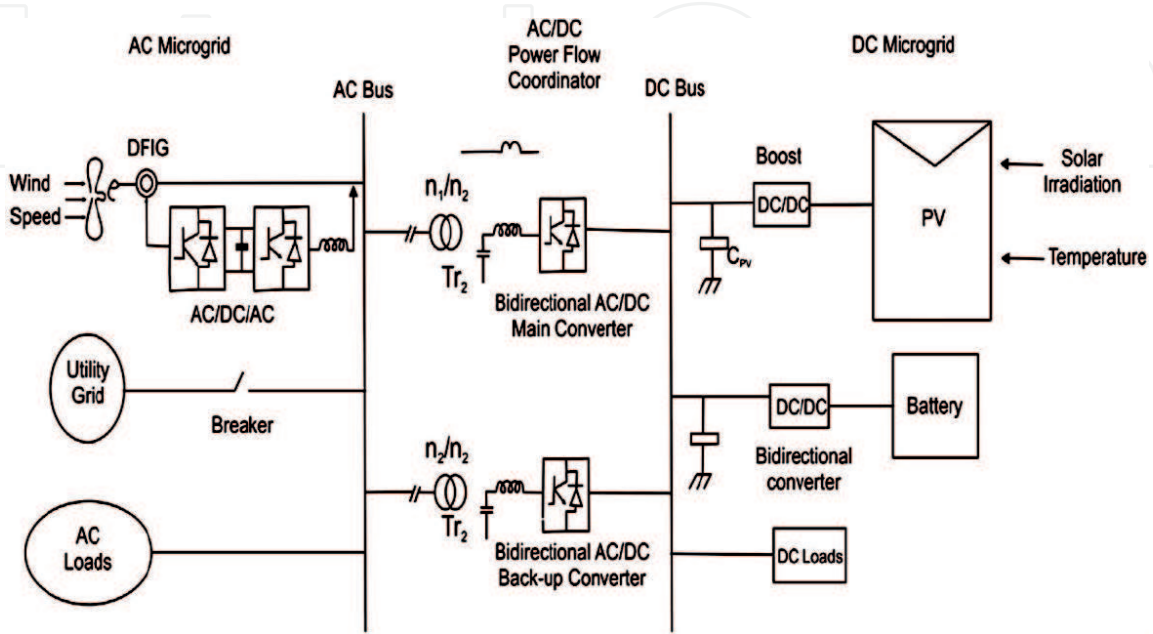 AC Microgrid
AC/DC
Power Flow
Coordinator
DC Microgrid
AC Bus
DC Bus
DFIG
Wind
Speed
AC/DC/AC
n₁/n₂
Tr₂
Bidirectional AC/DC
Main Converter
Boost
DC/DC
C_PV
PV
Solar
Irradiation
Temperature
Utility
Grid
Breaker
DC/DC
Bidirectional
converter
Battery
n₂/n₂
Tr₂
Bidirectional AC/DC
Back-up Converter
AC
Loads
DC Loads